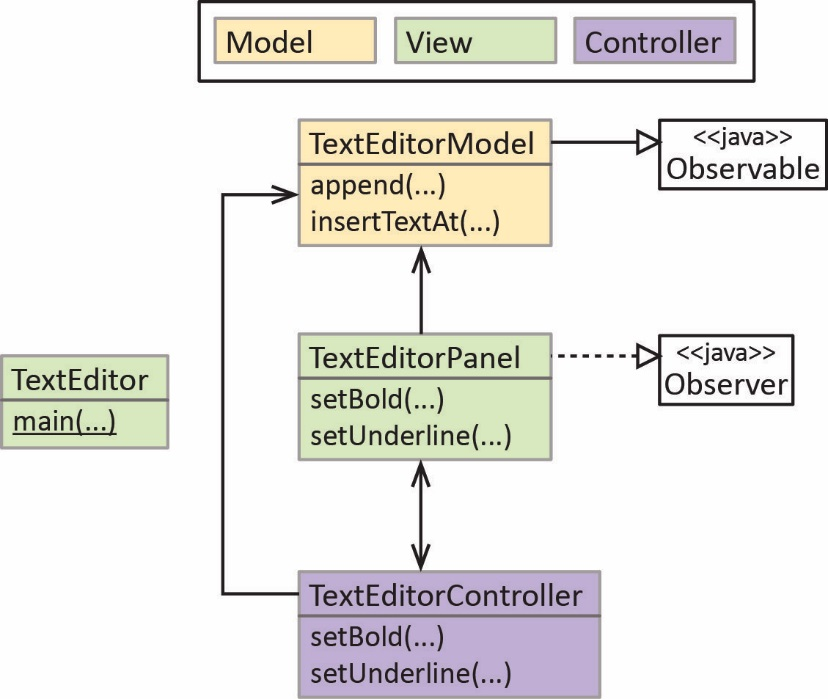 Model
View
Controller
TextEditorModel
append(...)
insertTextAt(...)
<<java>>
Observable
TextEditor
main(...)
TextEditorPanel
setBold(...)
setUnderline(...)
<<java>>
Observer
TextEditorController
setBold(...)
setUnderline(...)